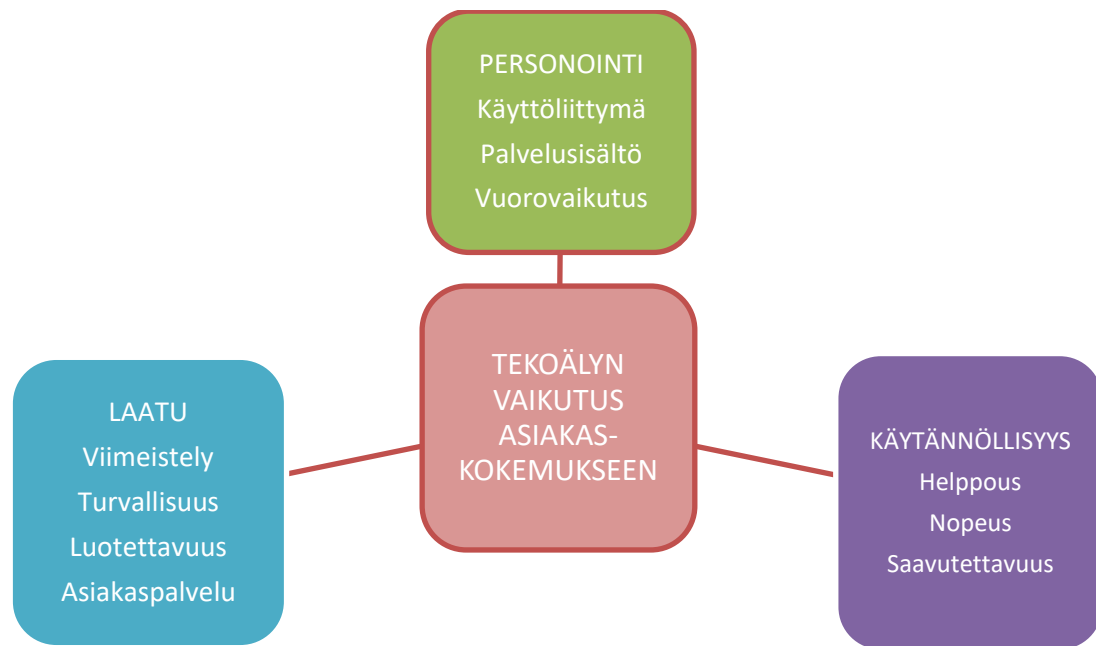 PERSONOINTI
Käyttöliittymä
Palvelusisältö
Vuorovaikutus
TEKOÄLYN
VAIKUTUS
ASIAKAS-
KOKEMUKSEEN
LAATU
Viimeistely
Turvallisuus
Luotettavuus
Asiakaspalvelu
KÄYTÄNNÖLLISYYS
Helppous
Nopeus
Saavutettavuus